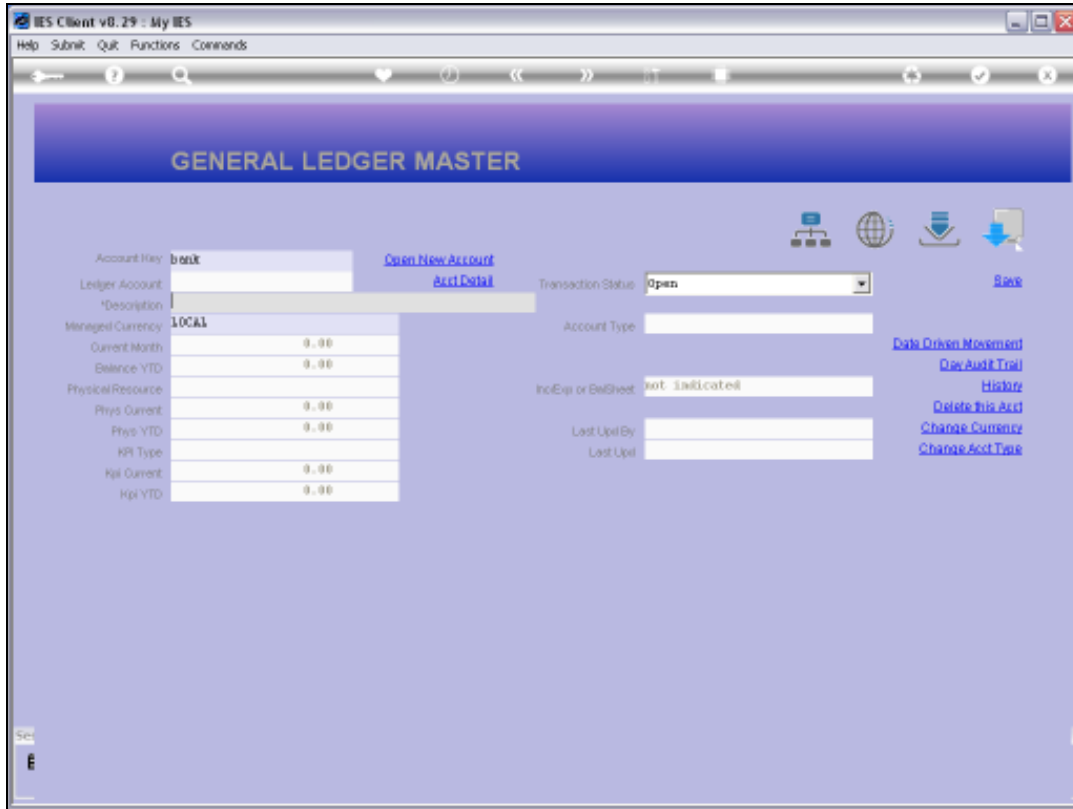 IES Client v8.29 : My IES
Help Submit Quit Functions Commands
GENERAL LEDGER MASTER
Account Key bank Open New Account
Ledger Account Acct Detail Transaction Status Open Save
*Description
Managed Currency LOCAL Account Type
Current Month 0.00 Date Driven Movement
Balance YTD 0.00 Day Audit Trail
Physical Resource Inc/Exp or BalSheet not indicated History
Phys Current 0.00 Delete this Acct
Phys YTD 0.00 Last Upd By Change Currency
KPI Type Last Upd Change Acct Type
Kpi Current 0.00
Kpi YTD 0.00